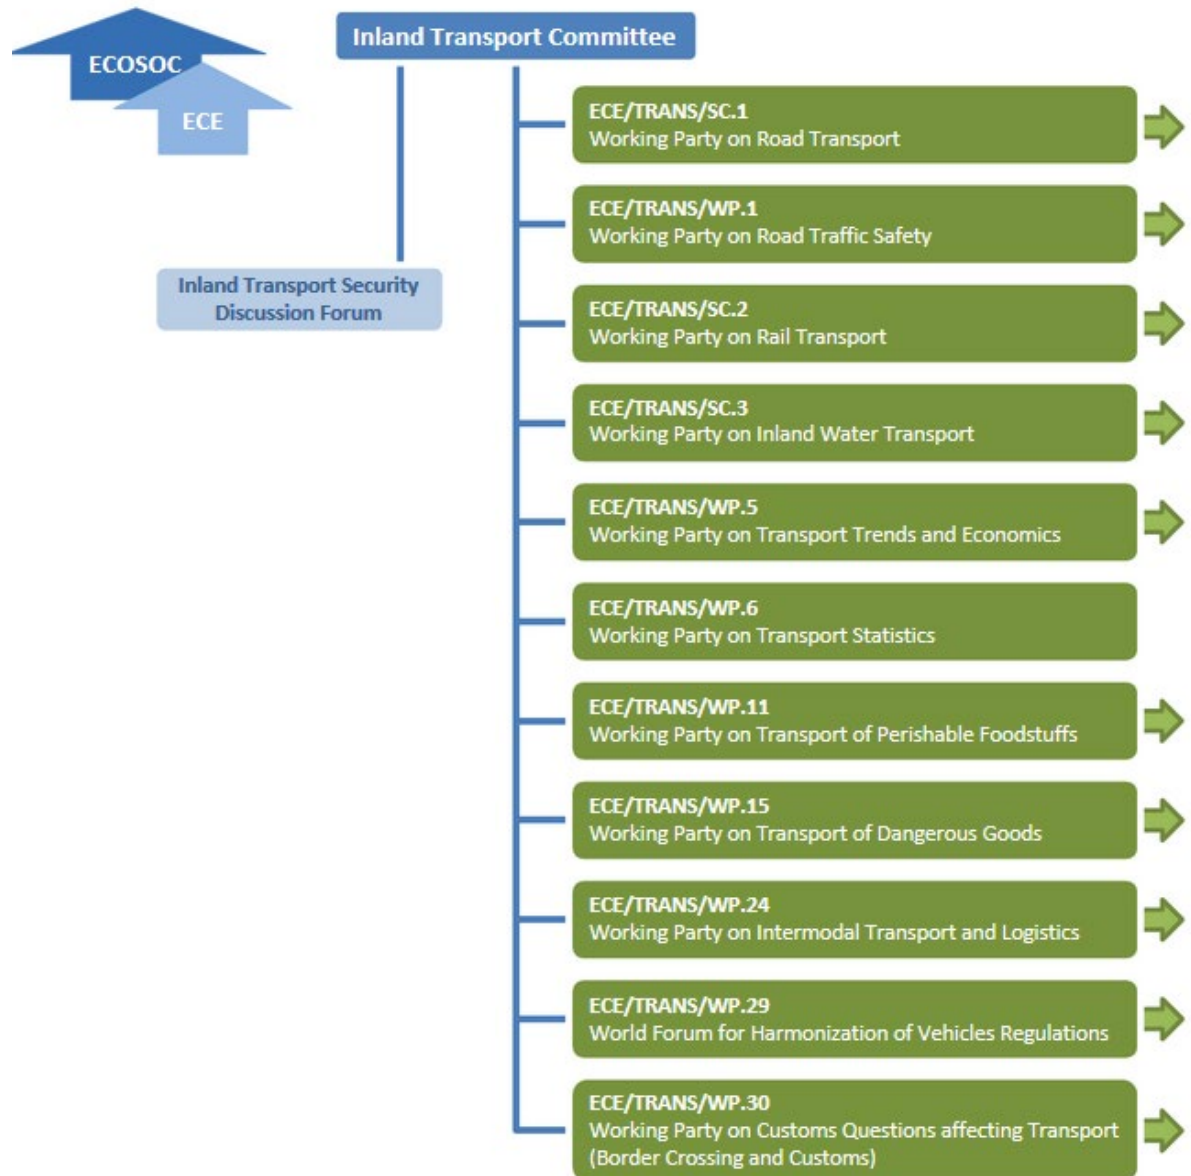 ECOSOC
ECE
Inland Transport Committee
Inland Transport Security
Discussion Forum
ECE/TRANS/SC.1
Working Party on Road Transport
ECE/TRANS/WP.1
Working Party on Road Traffic Safety
ECE/TRANS/SC.2
Working Party on Rail Transport
ECE/TRANS/SC.3
Working Party on Inland Water Transport
ECE/TRANS/WP.5
Working Party on Transport Trends and Economics
ECE/TRANS/WP.6
Working Party on Transport Statistics
ECE/TRANS/WP.11
Working Party on Transport of Perishable Foodstuffs
ECE/TRANS/WP.15
Working Party on Transport of Dangerous Goods
ECE/TRANS/WP.24
Working Party on Intermodal Transport and Logistics
ECE/TRANS/WP.29
World Forum for Harmonization of Vehicles Regulations
ECE/TRANS/WP.30
Working Party on Customs Questions affecting Transport
(Border Crossing and Customs)